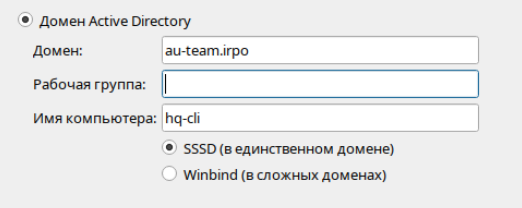 Домен Active Directory
Домен: au-team.irpo
Рабочая группа:
Имя компьютера: hq-cli
SSSD (в единственном домене)
Winbind (в сложных доменах)